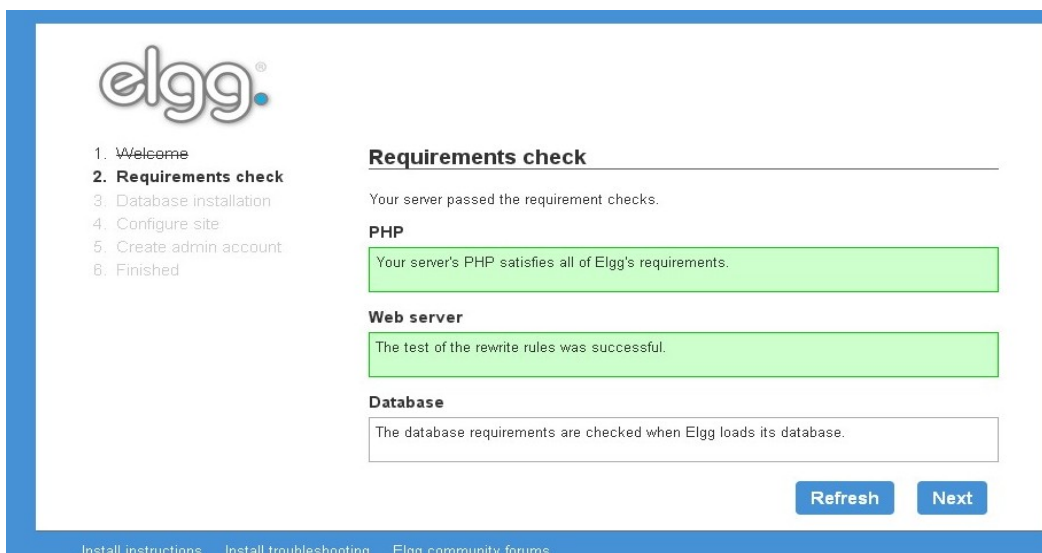 elgg.®
1. Welcome
2. Requirements check
3. Database installation
4. Configure site
5. Create admin account
6. Finished
Requirements check
Your server passed the requirement checks.
PHP
Your server's PHP satisfies all of Elgg's requirements.
Web server
The test of the rewrite rules was successful.
Database
The database requirements are checked when Elgg loads its database.
Refresh Next
Install instructions Install troubleshooting Elgg community forums